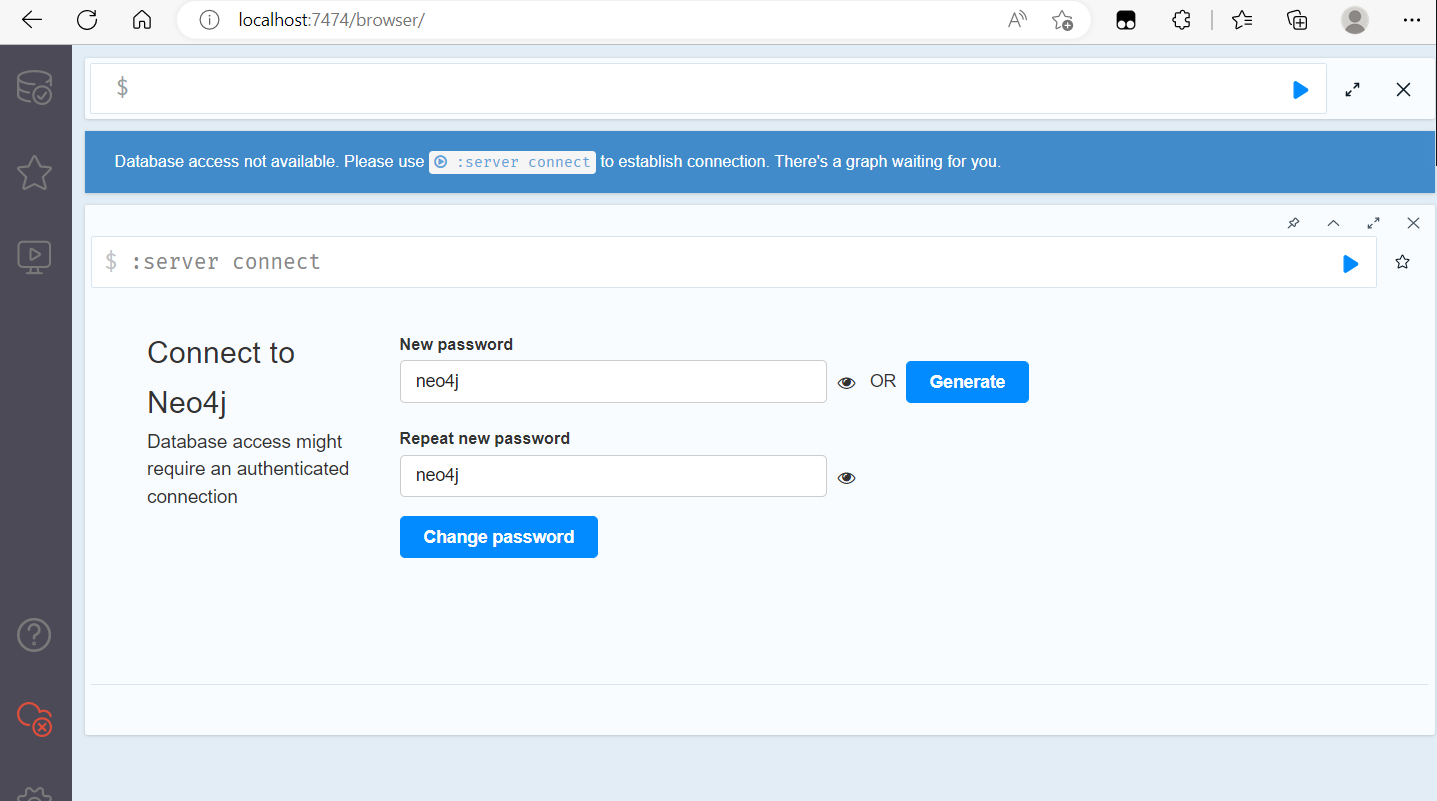 localhost:7474/browser/
$
Database access not available. Please use :server connect to establish connection. There's a graph waiting for you.
$ :server connect
Connect to
Neo4j
Database access might
require an authenticated
connection
New password
neo4j
OR
Generate
Repeat new password
neo4j
Change password